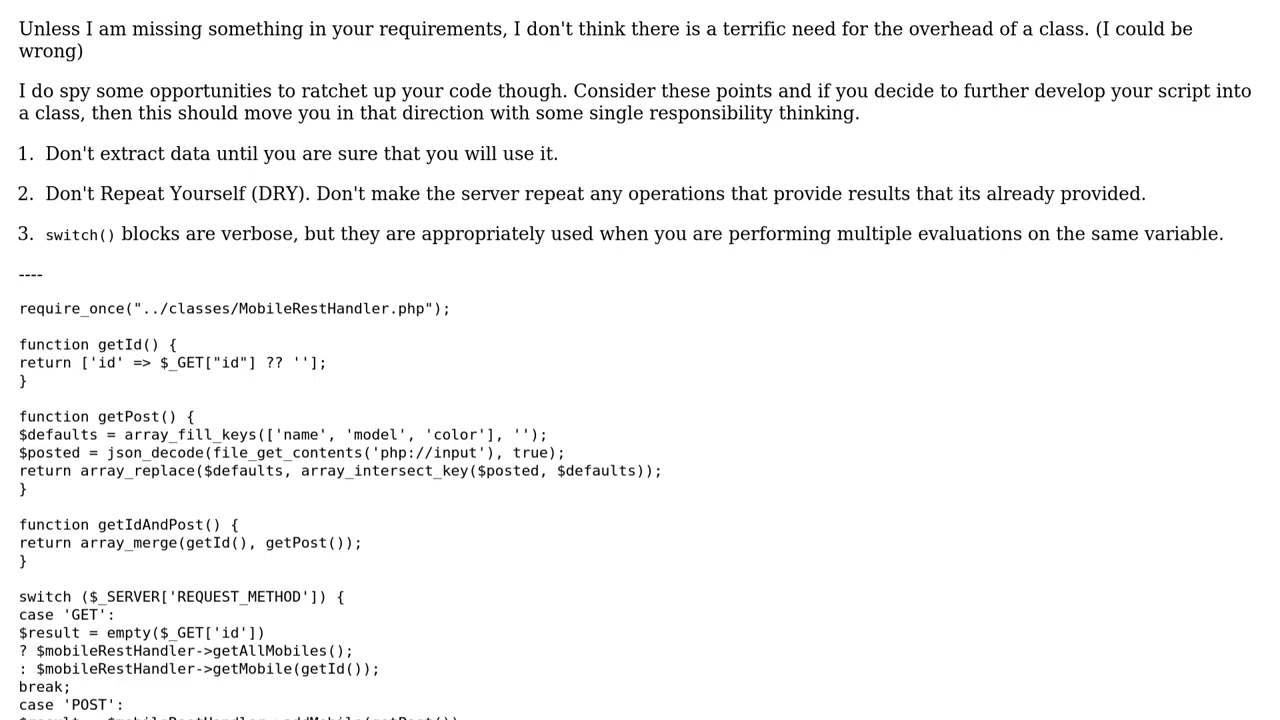 Unless I am missing something in your requirements, I don't think there is a terrific need for the overhead of a class. (I could be
wrong)
I do spy some opportunities to ratchet up your code though. Consider these points and if you decide to further develop your script into
a class, then this should move you in that direction with some single responsibility thinking.
1. Don't extract data until you are sure that you will use it.
2. Don't Repeat Yourself (DRY). Don't make the server repeat any operations that provide results that its already provided.
3. switch() blocks are verbose, but they are appropriately used when you are performing multiple evaluations on the same variable.
----
require_once("../classes/MobileRestHandler.php");
function getId() {
return ['id' => $_GET["id"] ?? ''];
}
function getPost() {
$defaults = array_fill_keys(['name', 'model', 'color'], '');
$posted = json_decode(file_get_contents('php://input'), true);
return array_replace($defaults, array_intersect_key($posted, $defaults));
}
function getIdAndPost() {
return array_merge(getId(), getPost());
}
switch ($_SERVER['REQUEST_METHOD']) {
case 'GET':
$result = empty($_GET['id'])
? $mobileRestHandler->getAllMobiles();
: $mobileRestHandler->getMobile(getId());
break;
case 'POST':